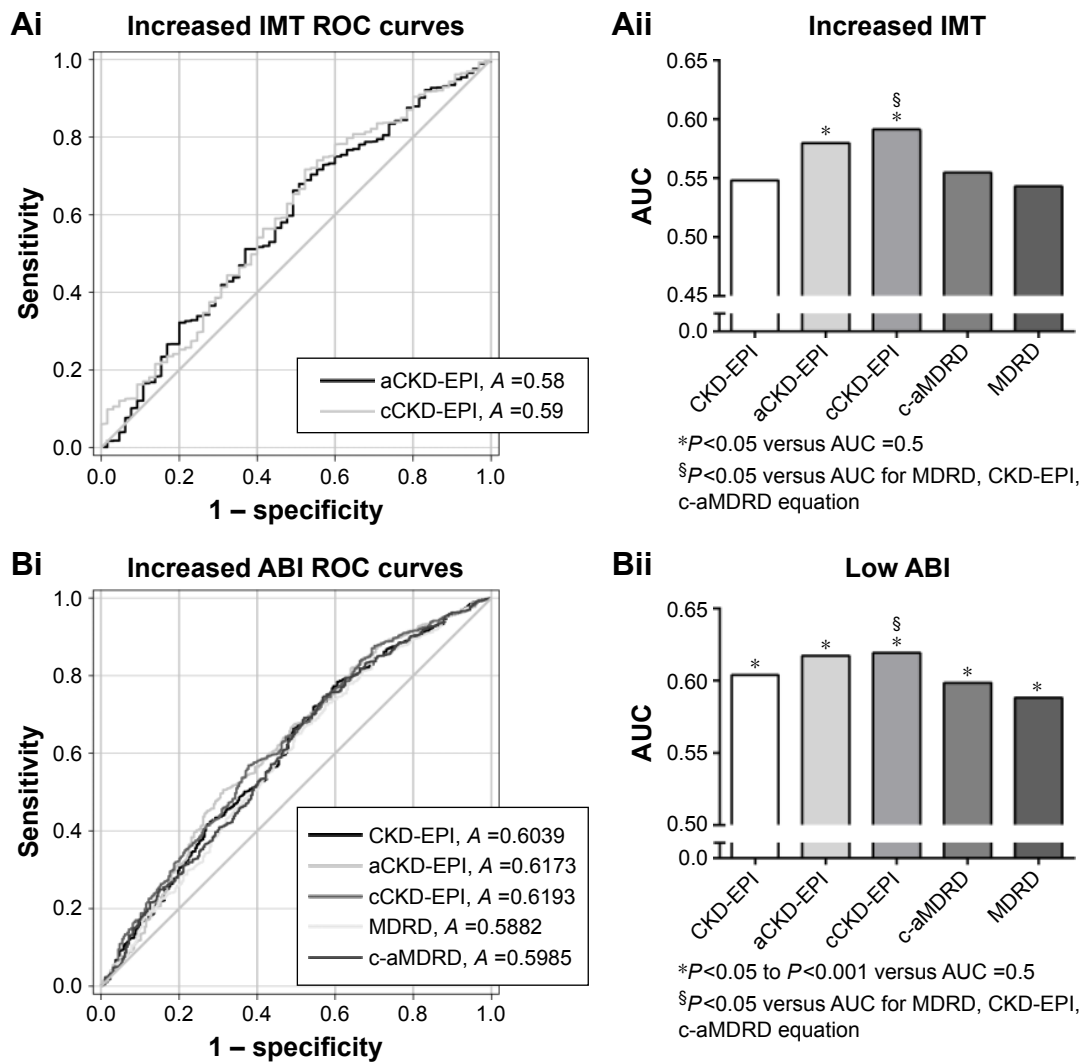 Ai
Increased IMT ROC curves
1.0
0.8
0.6
0.4
0.2
0.0
Sensitivity
aCKD-EPI, A =0.58
cCKD-EPI, A =0.59
0.0 0.2 0.4 0.6 0.8 1.0
1 – specificity
Aii
Increased IMT
0.65
0.60
0.55
0.50
0.45
0.0
AUC
*
§
*
CKD-EPI
aCKD-EPI
cCKD-EPI
c-aMDRD
MDRD
*P<0.05 versus AUC =0.5
§P<0.05 versus AUC for MDRD, CKD-EPI,
c-aMDRD equation
Bi
Increased ABI ROC curves
1.0
0.8
0.6
0.4
0.2
0.0
Sensitivity
CKD-EPI, A =0.6039
aCKD-EPI, A =0.6173
cCKD-EPI, A =0.6193
MDRD, A =0.5882
c-aMDRD, A =0.5985
0.0 0.2 0.4 0.6 0.8 1.0
1 – specificity
Bii
Low ABI
0.65
0.60
0.55
0.50
0.0
AUC
*
*
§
*
*
*
CKD-EPI
aCKD-EPI
cCKD-EPI
c-aMDRD
MDRD
*P<0.05 to P<0.001 versus AUC =0.5
§P<0.05 versus AUC for MDRD, CKD-EPI,
c-aMDRD equation